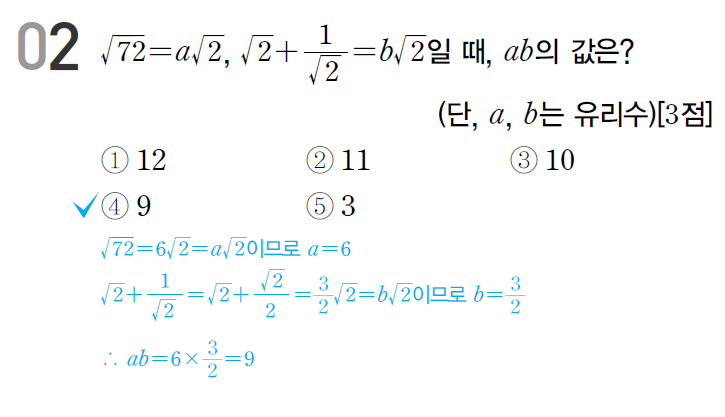 02 √72=a√2, √2+1/√2=b√2일 때, ab의 값은?
(단, a, b는 유리수)[3점]
① 12 ② 11 ③ 10
✓④ 9 ⑤ 3
√72=6√2=a√2이므로 a=6
√2+1/√2=√2+√2/2=3/2√2=b√2이므로 b=3/2
∴ ab=6×3/2=9